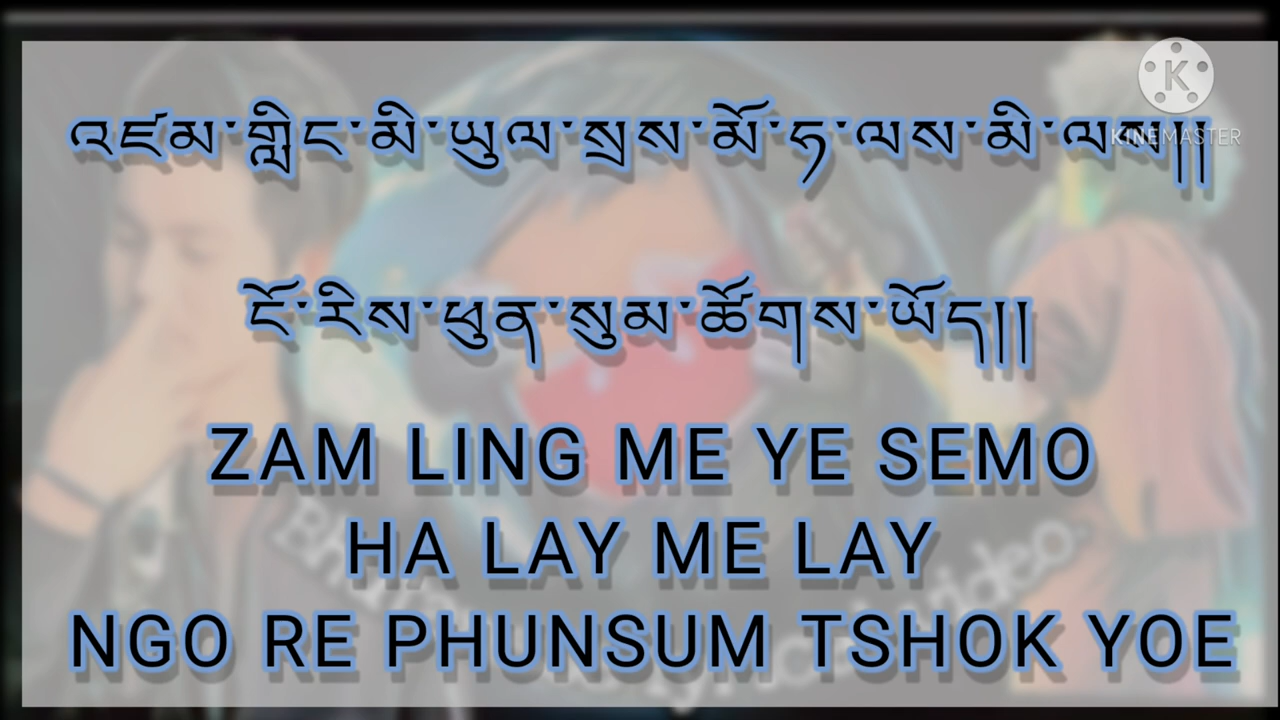 འཛམ་གླིང་མི་ཡུལ་སྲས་མོ་ཧ་ལས་མི་ལས།།
KINEMASTER
ངོ་རིས་ཕུན་སུམ་ཚོགས་ཡོད།།
ZAM LING ME YE SEMO
HA LAY ME LAY
NGO RE PHUNSUM TSHOK YOE